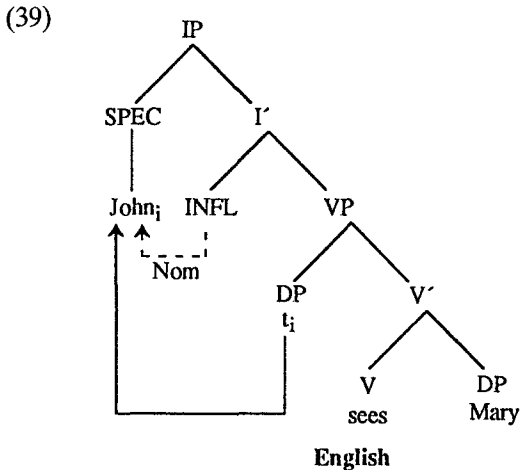 (39)
IP
SPEC I´
Johnᵢ INFL VP
Nom
DP V´
tᵢ
V DP
sees Mary
English